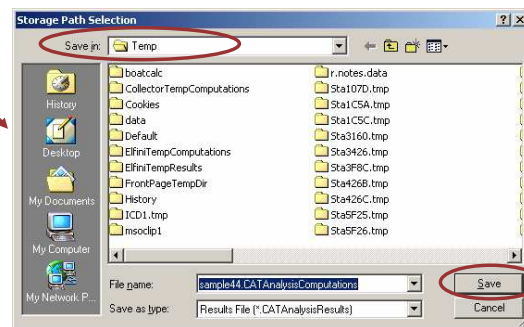 Storage Path Selection
Save in: Temp
History
Desktop
My Documents
My Computer
My Network P...
boatcalc
CollectorTempComputations
Cookies
data
Default
ElfiniTempComputations
ElfiniTempResults
FrontPageTempDir
History
ICD1.tmp
msoclip1
r.notes.data
Sta107D.tmp
Sta1C5A.tmp
Sta1C5C.tmp
Sta3160.tmp
Sta3426.tmp
Sta3F8C.tmp
Sta426B.tmp
Sta426C.tmp
Sta5F25.tmp
Sta5F26.tmp
File name: sample44.CATAnalysisComputations Save
Save as type: Results File (*.CATAnalysisResults) Cancel